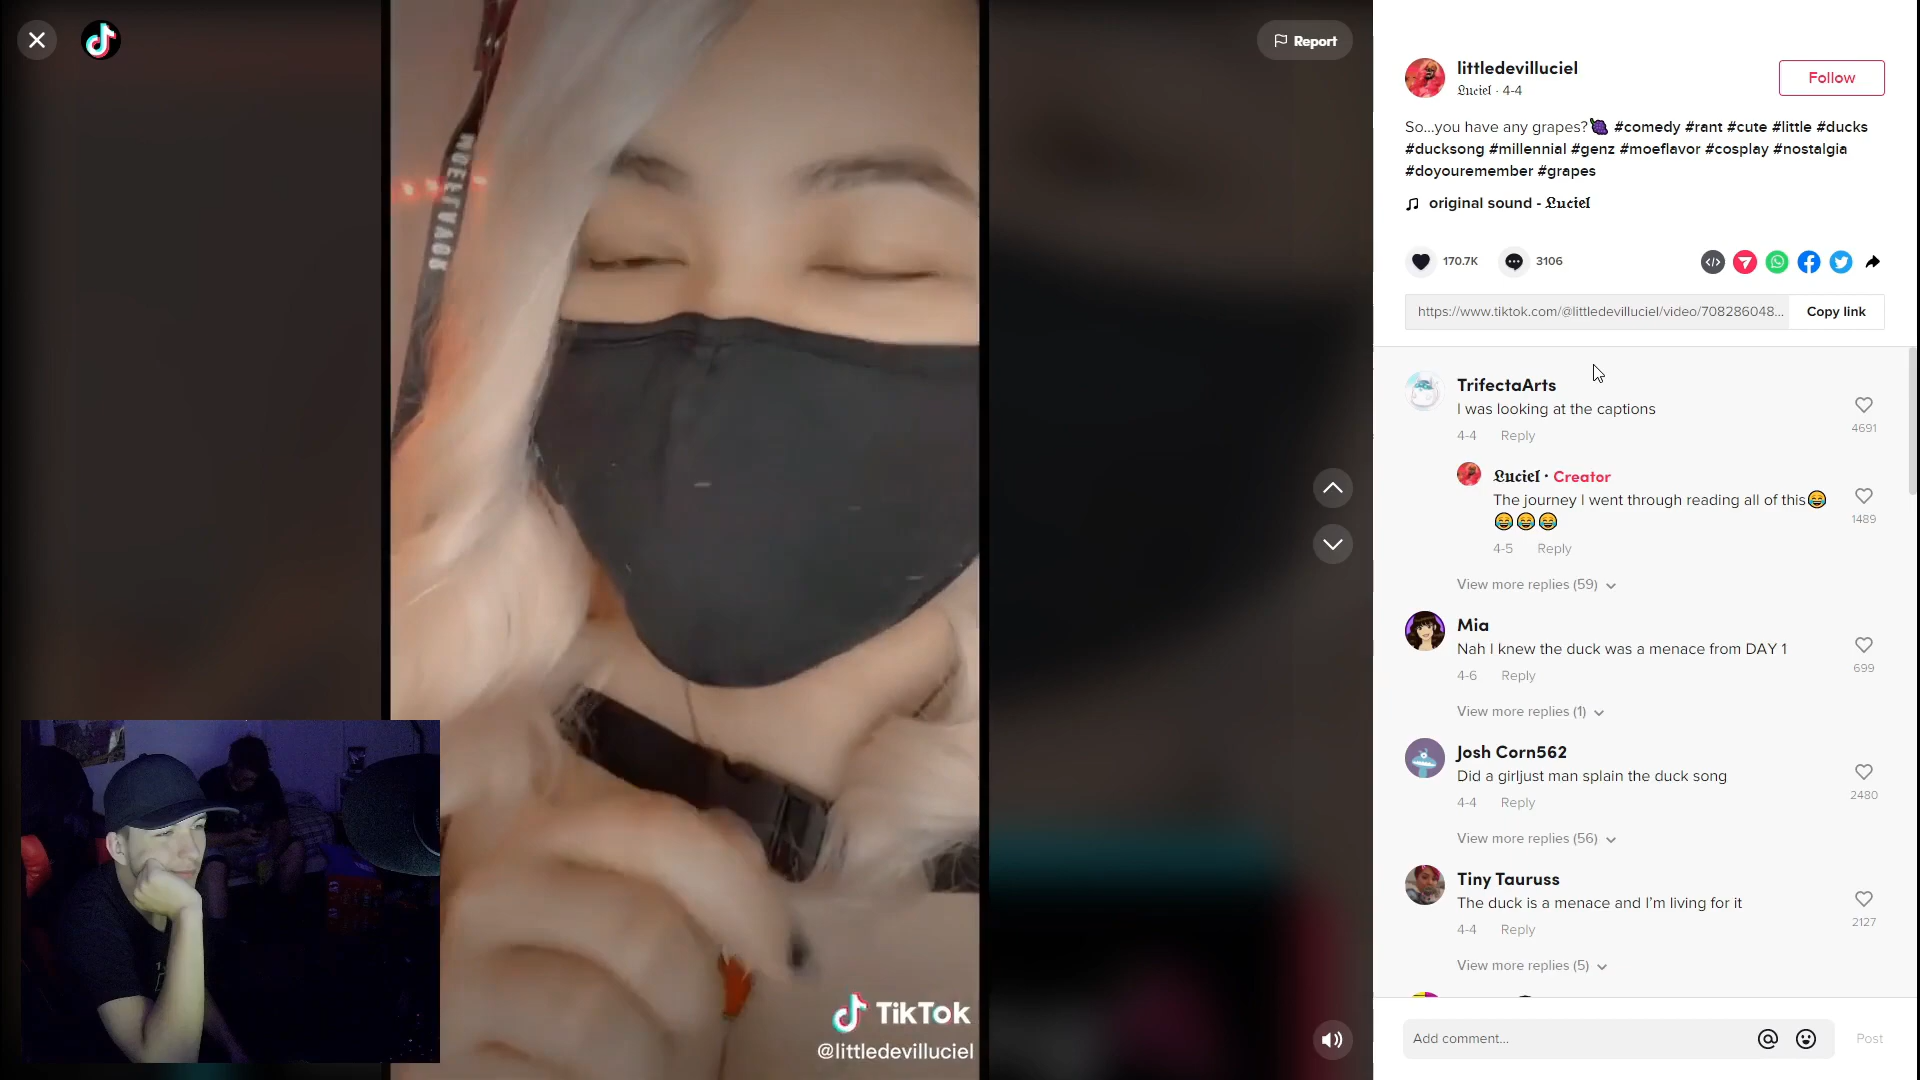 Report
MOEFLAVOR
TikTok
@littledevilluciel
littledevilluciel
Luciel · 4-4
Follow
So...you have any grapes?🍇 #comedy #rant #cute #little #ducks
#ducksong #millennial #genz #moeflavor #cosplay #nostalgia
#doyouremember #grapes
original sound - 𝕷𝖚𝖈𝖎𝖊𝖑
170.7K
3106
https://www.tiktok.com/@littledevilluciel/video/708286048...
Copy link
TrifectaArts
I was looking at the captions
4-4 Reply
4691
𝕷𝖚𝖈𝖎𝖊𝖑 · Creator
The journey I went through reading all of this😂
😂😂😂
4-5 Reply
1489
View more replies (59)
Mia
Nah I knew the duck was a menace from DAY 1
4-6 Reply
699
View more replies (1)
Josh Corn562
Did a girljust man splain the duck song
4-4 Reply
2480
View more replies (56)
Tiny Tauruss
The duck is a menace and I'm living for it
4-4 Reply
2127
View more replies (5)
Add comment...
Post